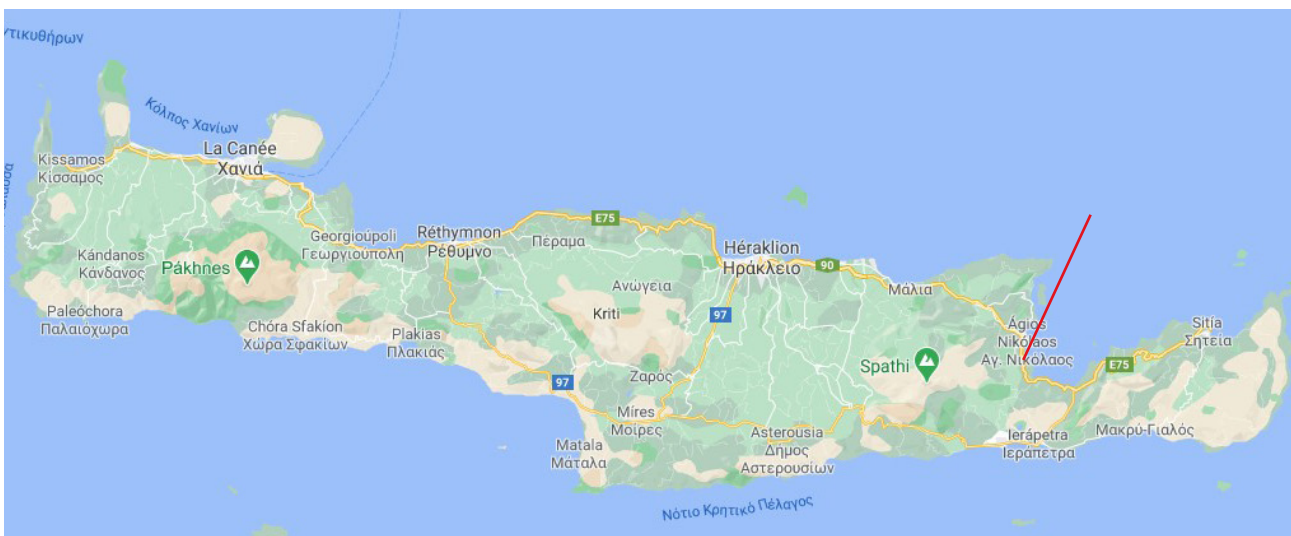 ντικυθήρων
Κόλπος Χανίων
La Canée
Χανιά
Kissamos
Κίσσαμος
Kándanos
Κάνδανος
Pákhnes
Georgioúpoli
Γεωργιούπολη
Réthymnon
Ρέθυμνο
Πέραμα
E75
Héraklion
Ηράκλειο
90
Μάλια
Ανώγεια
Kriti
97
Paleóchora
Παλαιόχωρα
Chóra Sfakíon
Χώρα Σφακίων
Plakias
Πλακιάς
97
Ζαρός
Míres
Μοίρες
Matala
Μάταλα
Asterousia
Δήμος
Αστερουσίων
Spathi
Ágios
Nikólaos
Αγ. Νικόλαος
E75
Sitía
Σητεία
Ierápetra
Ιεράπετρα
Μακρύ-Γιαλός
Νότιο Κρητικό Πέλαγος